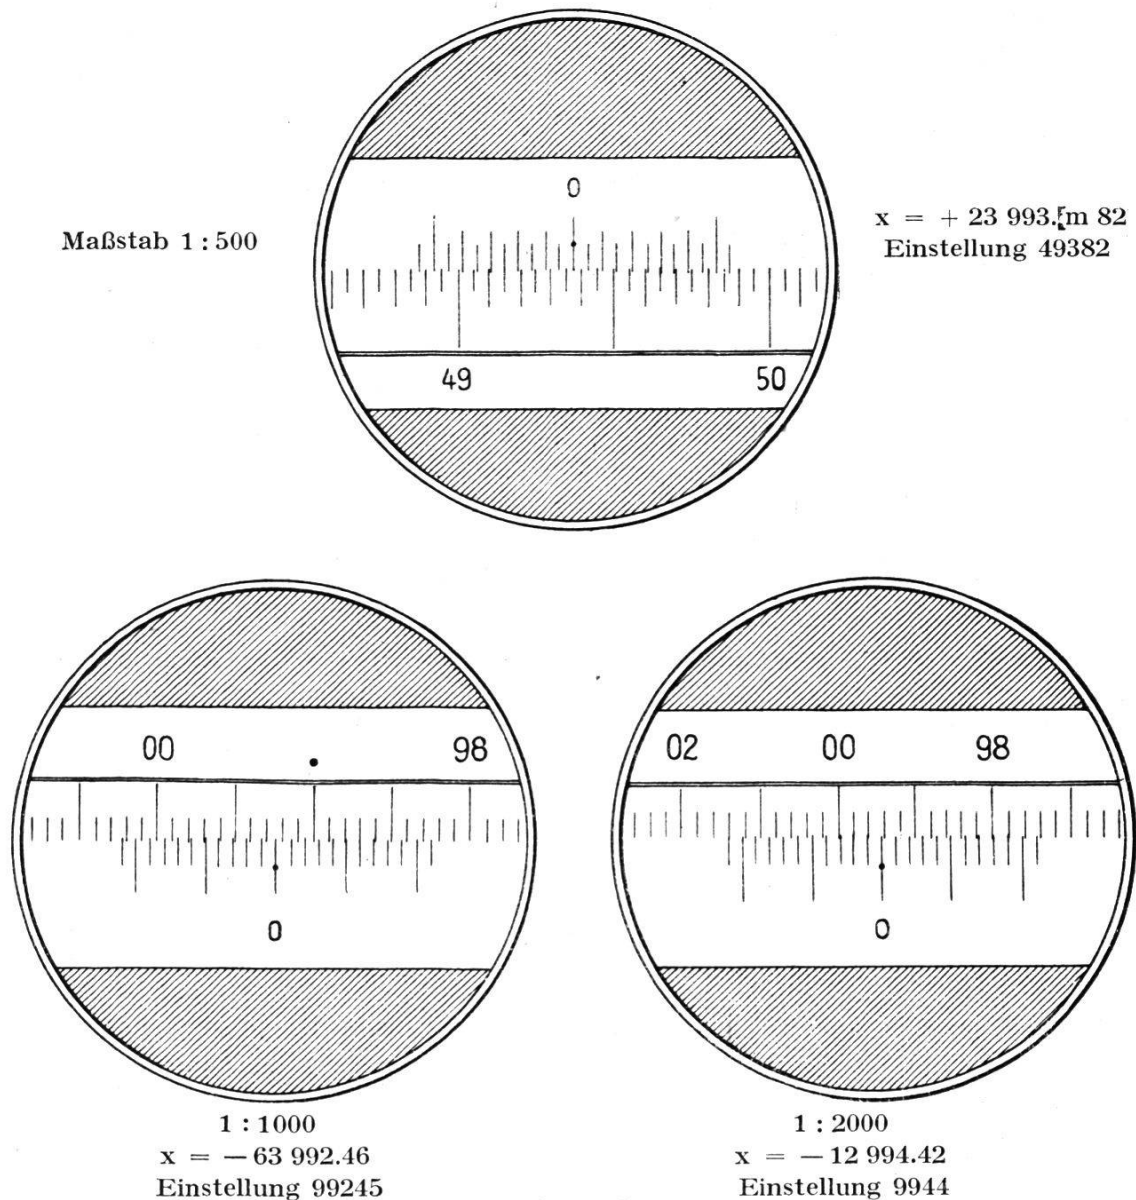 0
Maßstab 1 : 500
x = + 23 993. m 82
Einstellung 49382
49 50
00 98
0
02 00 98
0
1 : 1000
x = — 63 992.46
Einstellung 99245
1 : 2000
x = — 12 994.42
Einstellung 9944